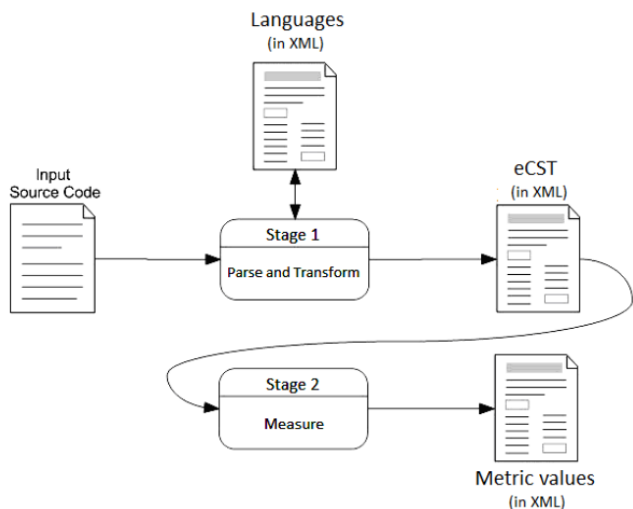 Languages
(in XML)
Input
Source Code
eCST
(in XML)
Stage 1
Parse and Transform
Stage 2
Measure
Metric values
(in XML)